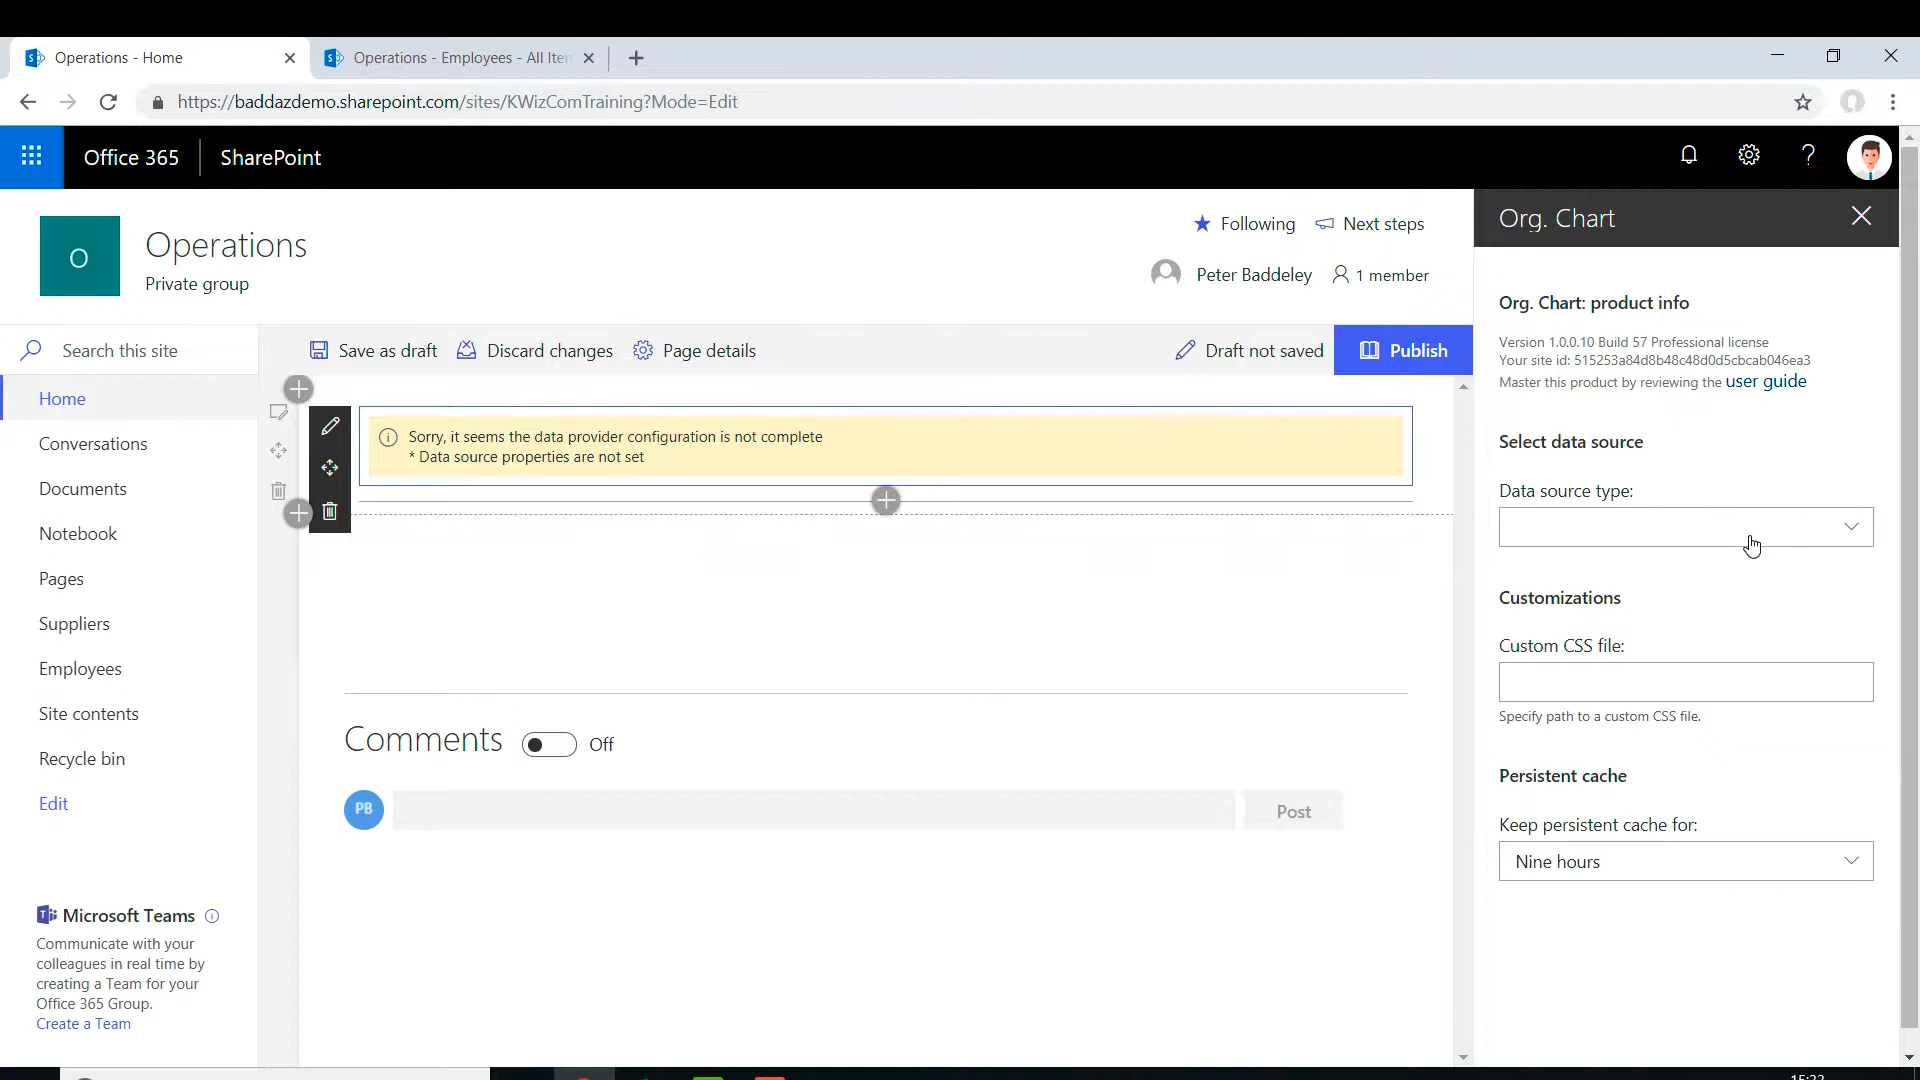 Operations - Home
Operations - Employees - All Iten
https://baddazdemo.sharepoint.com/sites/KWizComTraining?Mode=Edit
Office 365
SharePoint
O
Operations
Private group
Following
Next steps
Peter Baddeley
1 member
Search this site
Home
Conversations
Documents
Notebook
Pages
Suppliers
Employees
Site contents
Recycle bin
Edit
Microsoft Teams
Communicate with your
colleagues in real time by
creating a Team for your
Office 365 Group.
Create a Team
Save as draft
Discard changes
Page details
Draft not saved
Publish
Sorry, it seems the data provider configuration is not complete
* Data source properties are not set
Comments
Off
PB
Post
Org. Chart
Org. Chart: product info
Version 1.0.0.10 Build 57 Professional license
Your site id: 515253a84d8b48c48d0d5cbcab046ea3
Master this product by reviewing the user guide
Select data source
Data source type:
Customizations
Custom CSS file:
Specify path to a custom CSS file.
Persistent cache
Keep persistent cache for:
Nine hours